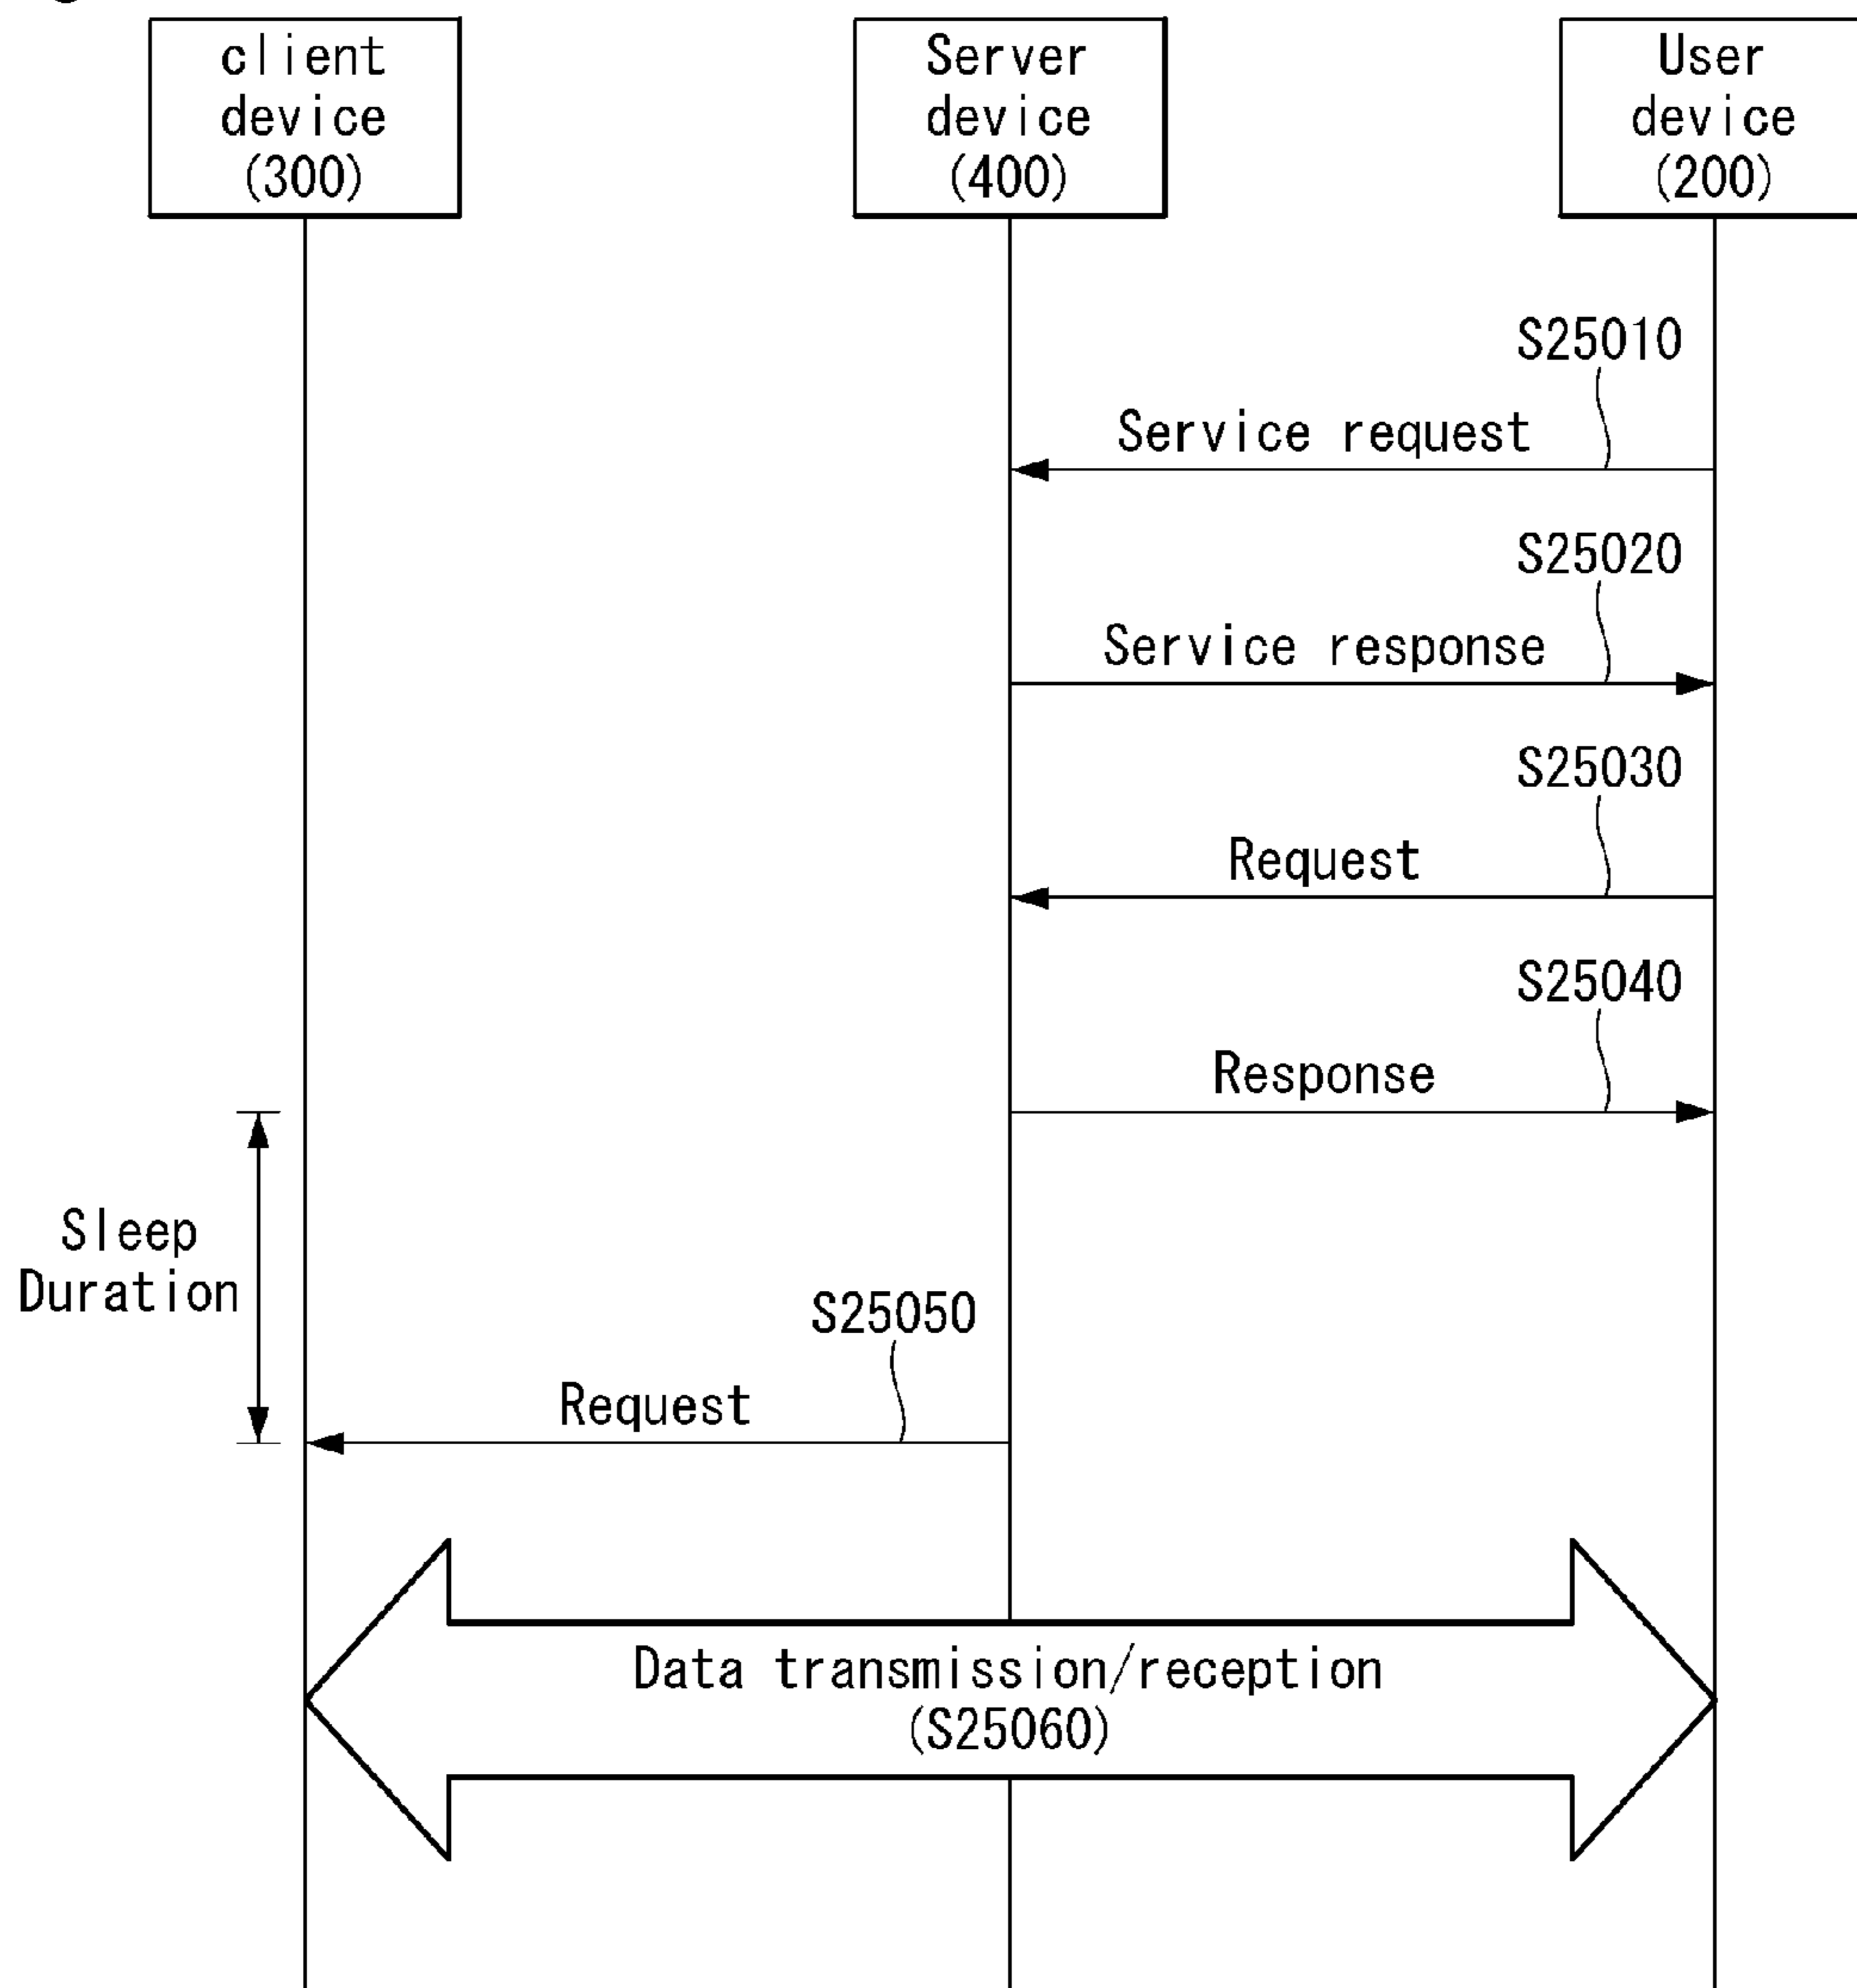 client
device
(300)
Server
device
(400)
User
device
(200)
S25010
Service request
S25020
Service response
S25030
Request
S25040
Response
Sleep
Duration
S25050
Request
Data transmission/reception
(S25060)